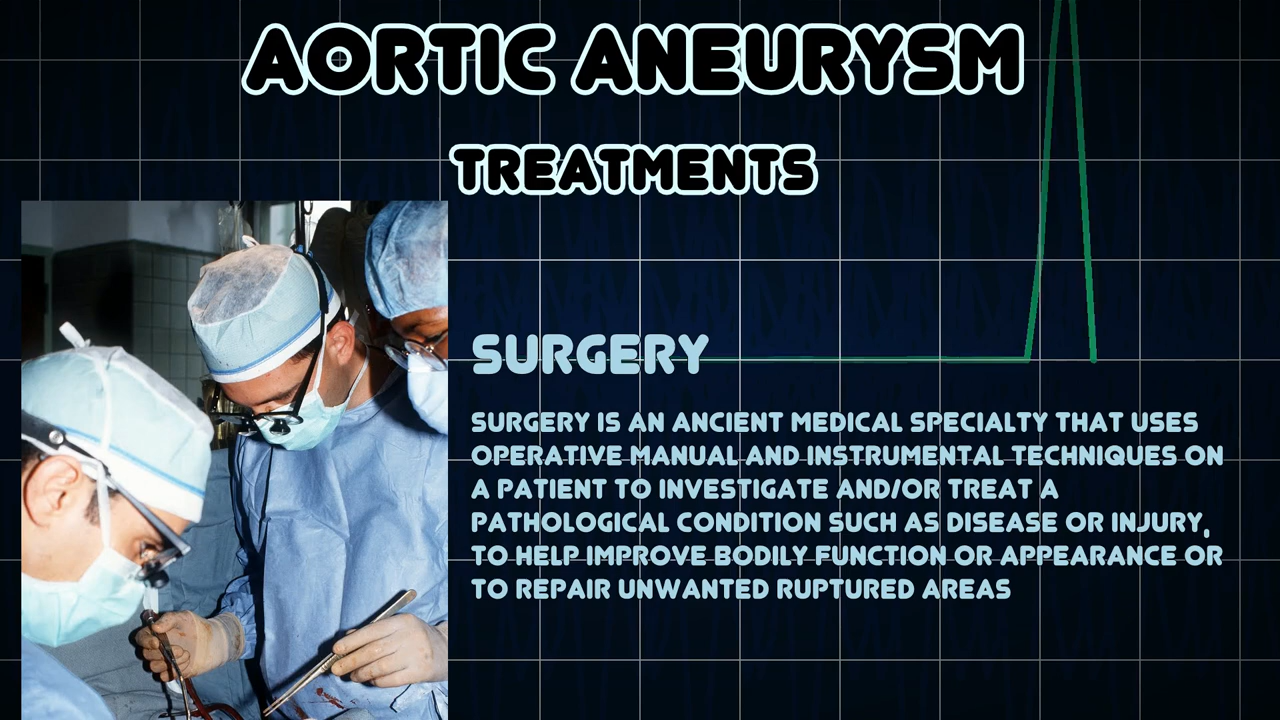 AORTIC ANEURYSM
TREATMENTS
SURGERY
SURGERY IS AN ANCIENT MEDICAL SPECIALTY THAT USES
OPERATIVE MANUAL AND INSTRUMENTAL TECHNIQUES ON
A PATIENT TO INVESTIGATE AND/OR TREAT A
PATHOLOGICAL CONDITION SUCH AS DISEASE OR INJURY,
TO HELP IMPROVE BODILY FUNCTION OR APPEARANCE OR
TO REPAIR UNWANTED RUPTURED AREAS